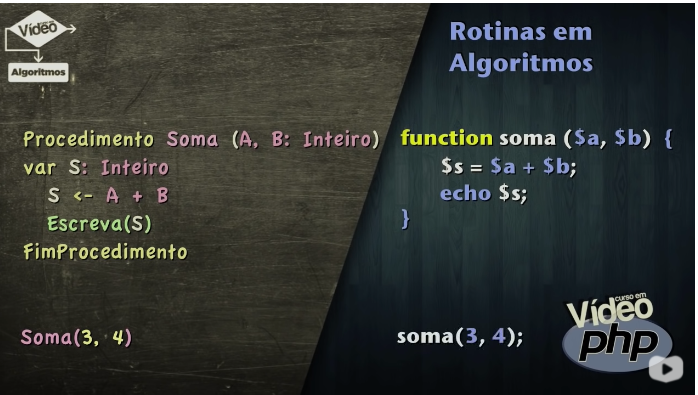 Vídeo
Algoritmos
Rotinas em
Algoritmos
Procedimento Soma (A, B: Inteiro)
var S: Inteiro
S <- A + B
Escreva(S)
FimProcedimento
Soma(3, 4)
function soma ($a, $b) {
$s = $a + $b;
echo $s;
}
soma(3, 4);
curso em
Vídeo
php